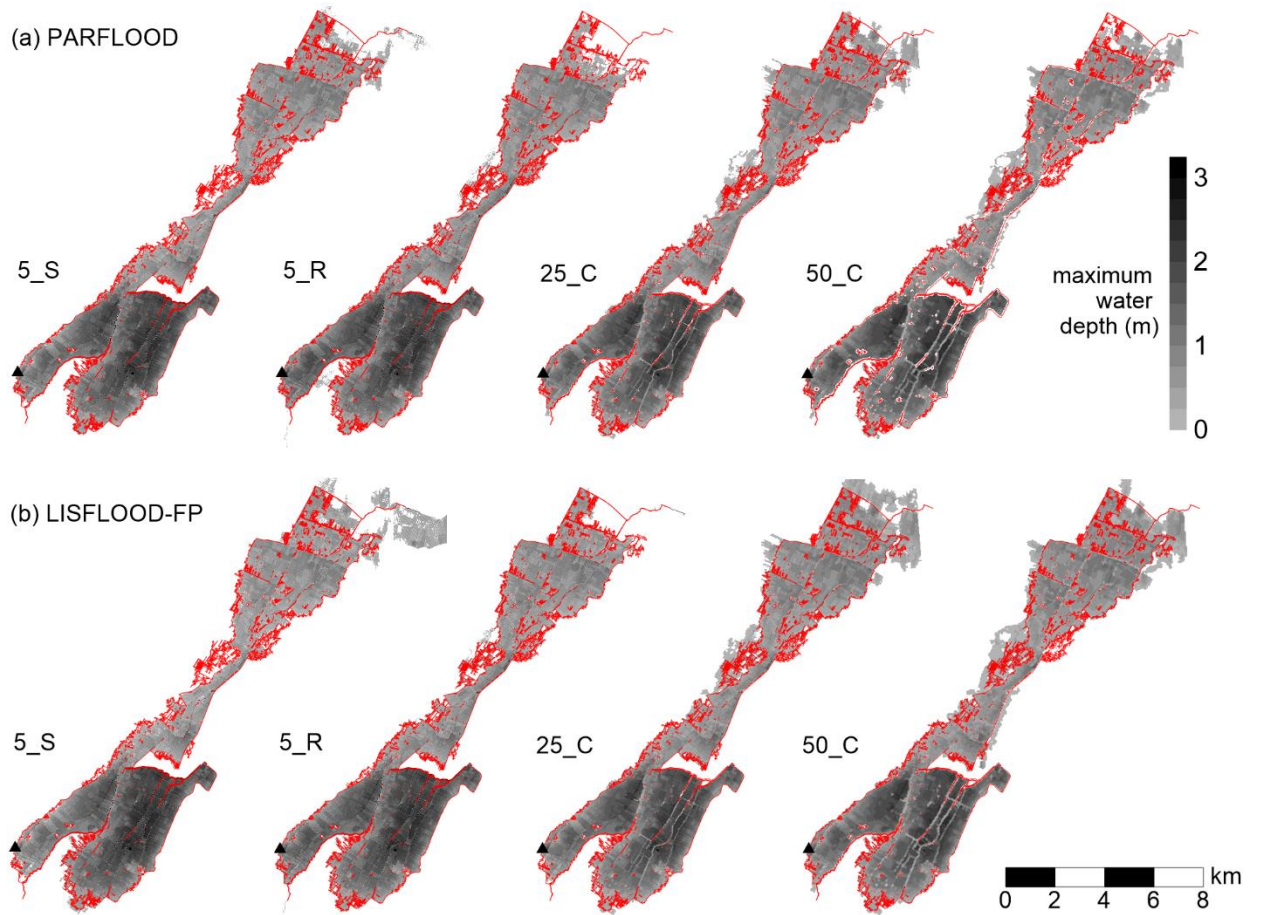 (a) PARFLOOD
5_S
5_R
25_C
50_C
maximum
water
depth (m)
3
2
1
0
(b) LISFLOOD-FP
5_S
5_R
25_C
50_C
km
0 2 4 6 8